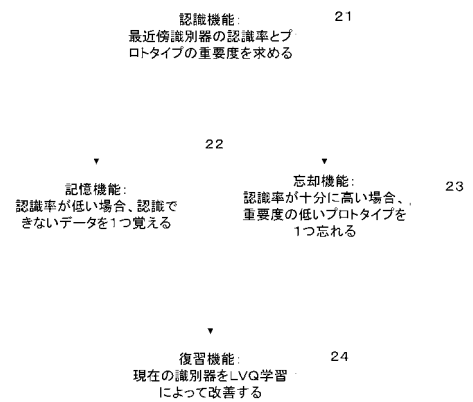 認識機能: 21
最近傍識別器の認識率とプ
ロトタイプの重要度を求める
22
記憶機能:
認識率が低い場合、認識で
きないデータを1つ覚える
忘却機能: 23
認識率が十分に高い場合、
重要度の低いプロトタイプを
1つ忘れる
復習機能: 24
現在の識別器をLVQ学習
によって改善する